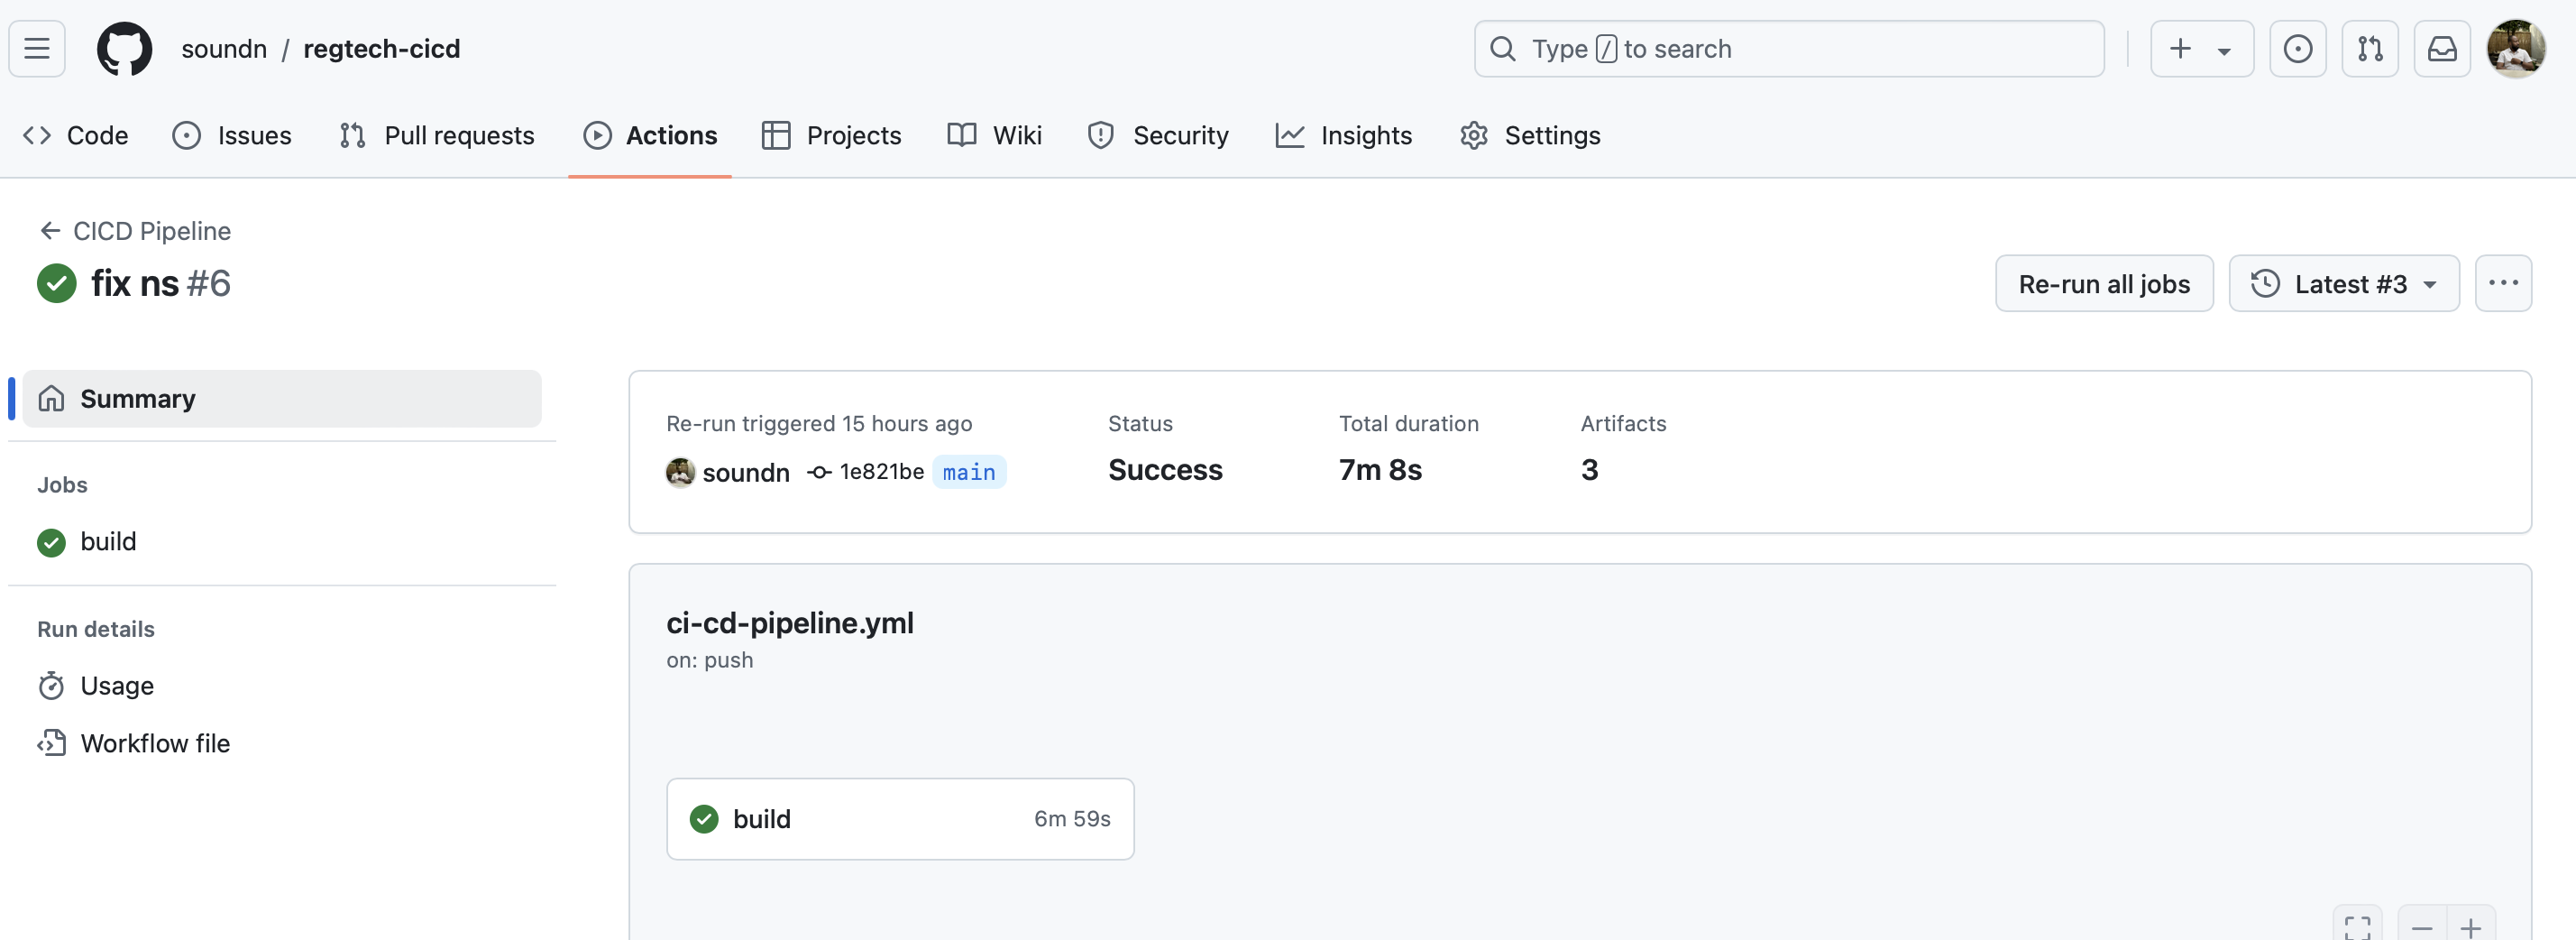 soundn / regtech-cicd
Type / to search
Code Issues Pull requests Actions Projects Wiki Security Insights Settings
CICD Pipeline
fix ns #6
Re-run all jobs
Latest #3
Summary
Jobs
build
Run details
Usage
Workflow file
Re-run triggered 15 hours ago
soundn 1e821be main
Status
Success
Total duration
7m 8s
Artifacts
3
ci-cd-pipeline.yml
on: push
build 6m 59s